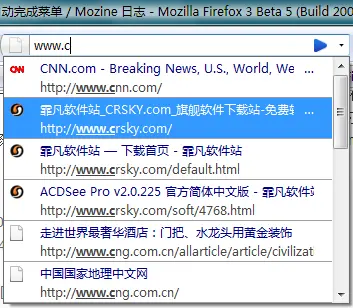 动完成菜单 / Mozine 日志 - Mozilla Firefox 3 Beta 5 (Build 200
www.c
CNN.com - Breaking News, U.S., World, We ...
http://www.cnn.com/
霏凡软件站_CRSKY.com_旗舰软件下载站-免费软 ...
http://www.crsky.com/
霏凡软件站 — 下载首页 - 霏凡软件站
http://www.crsky.com/default.html
ACDSee Pro v2.0.225 官方简体中文版 - 霏凡软件站
http://www.crsky.com/soft/4768.html
走进世界最奢华酒店：门把、水龙头用黄金装饰
http://www.cng.com.cn/allarticle/article/civilizati
中国国家地理中文网
http://www.cng.com.cn/